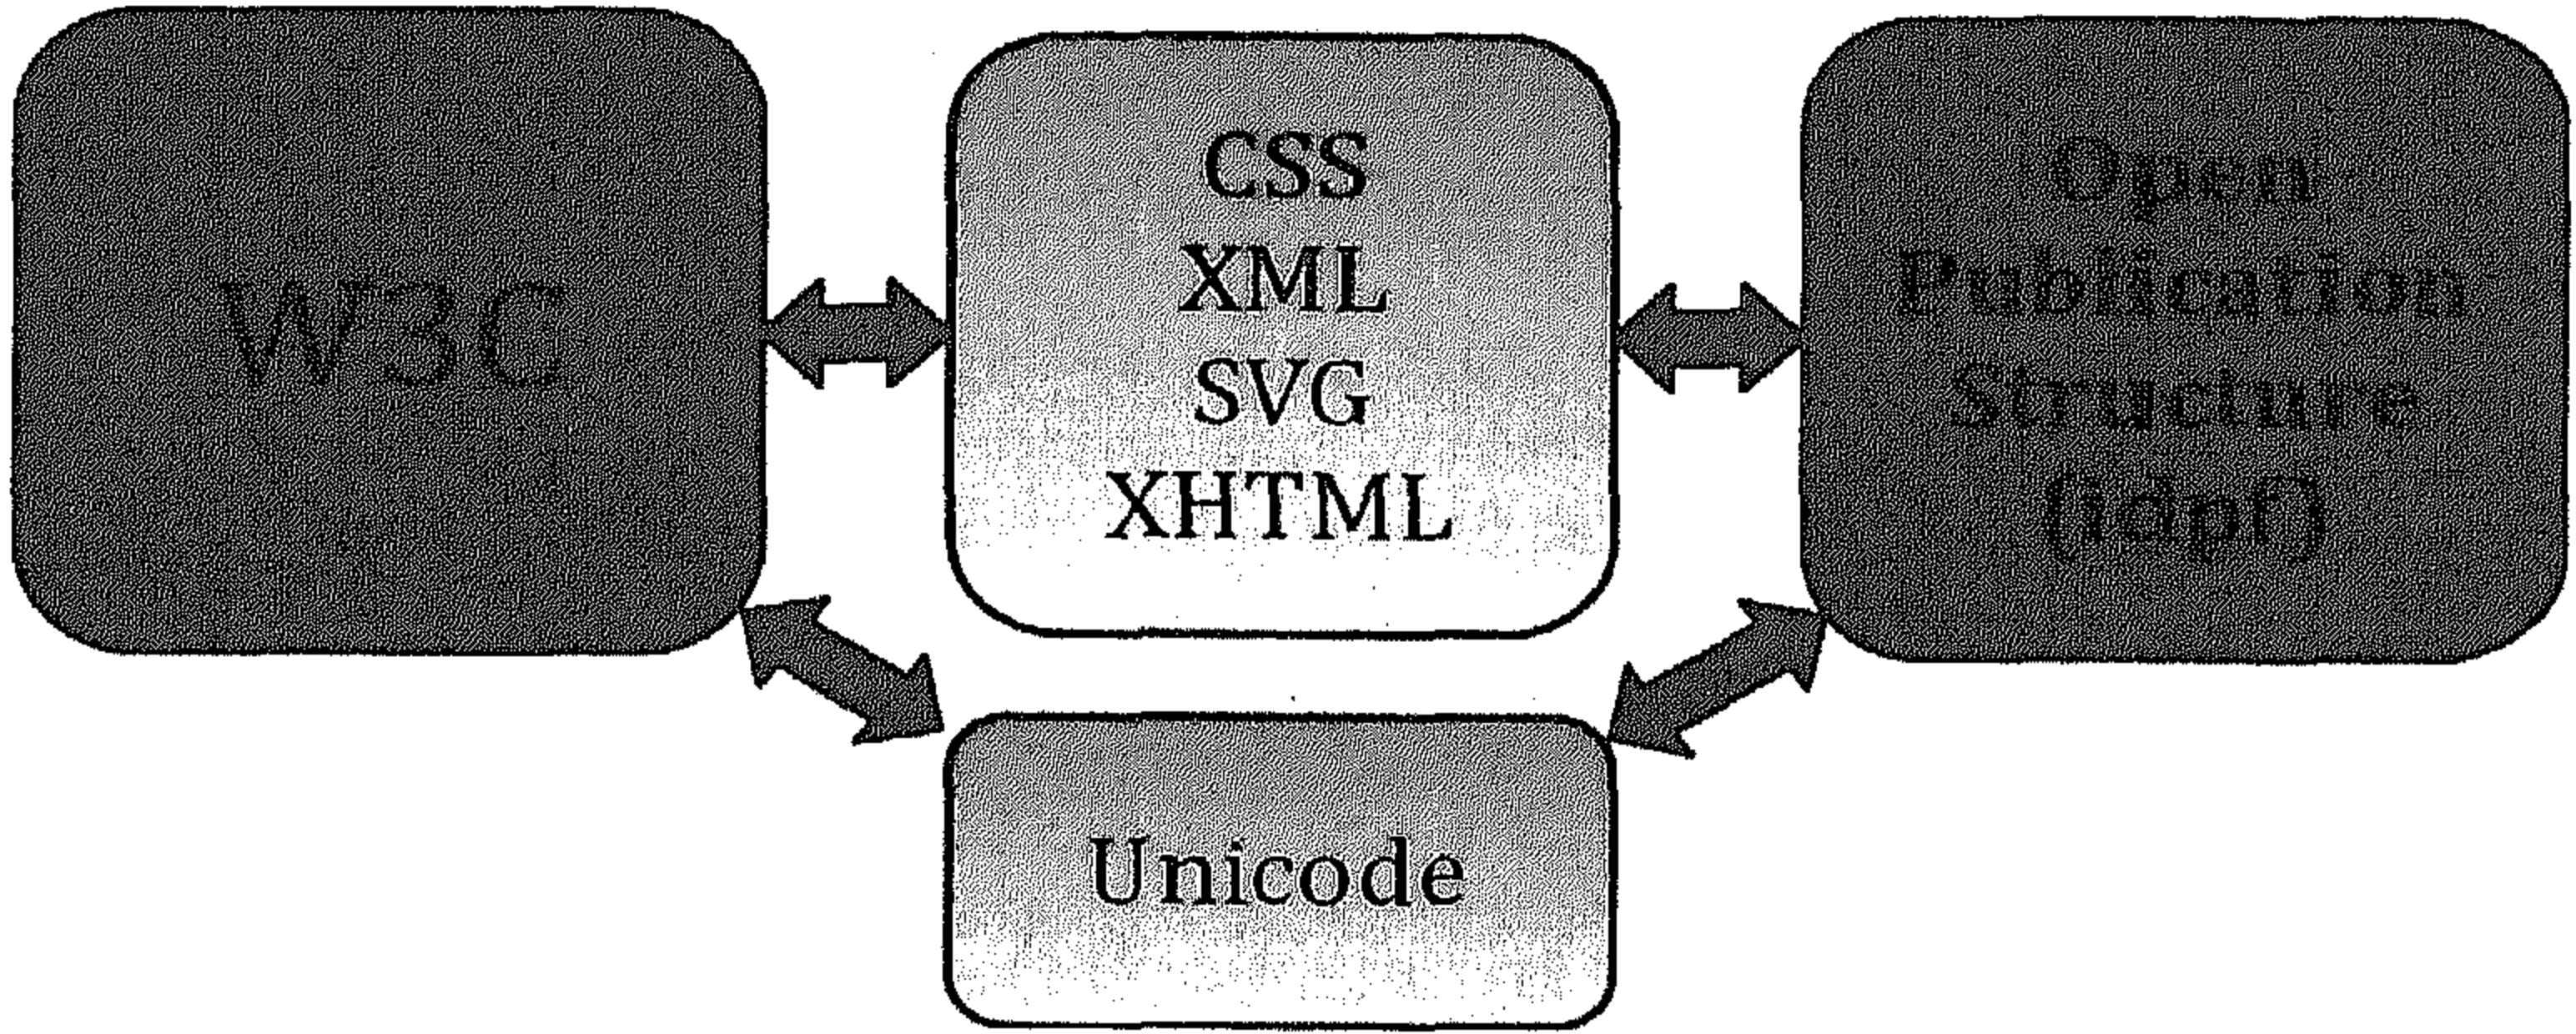 W3C
CSS
XML
SVG
XHTML
Open
Publication
Structure
(idpf)
Unicode